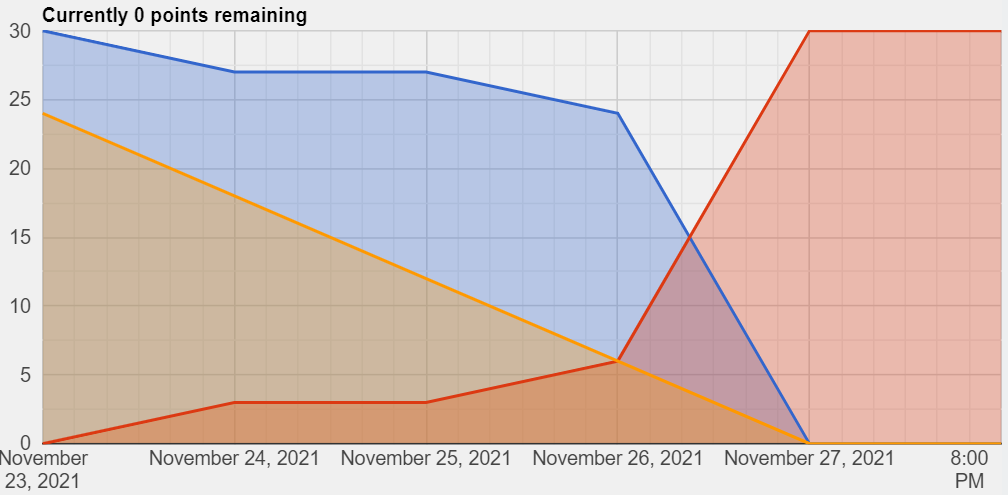 Currently 0 points remaining
30
25
20
15
10
5
0
November 23, 2021
November 24, 2021
November 25, 2021
November 26, 2021
November 27, 2021
8:00 PM